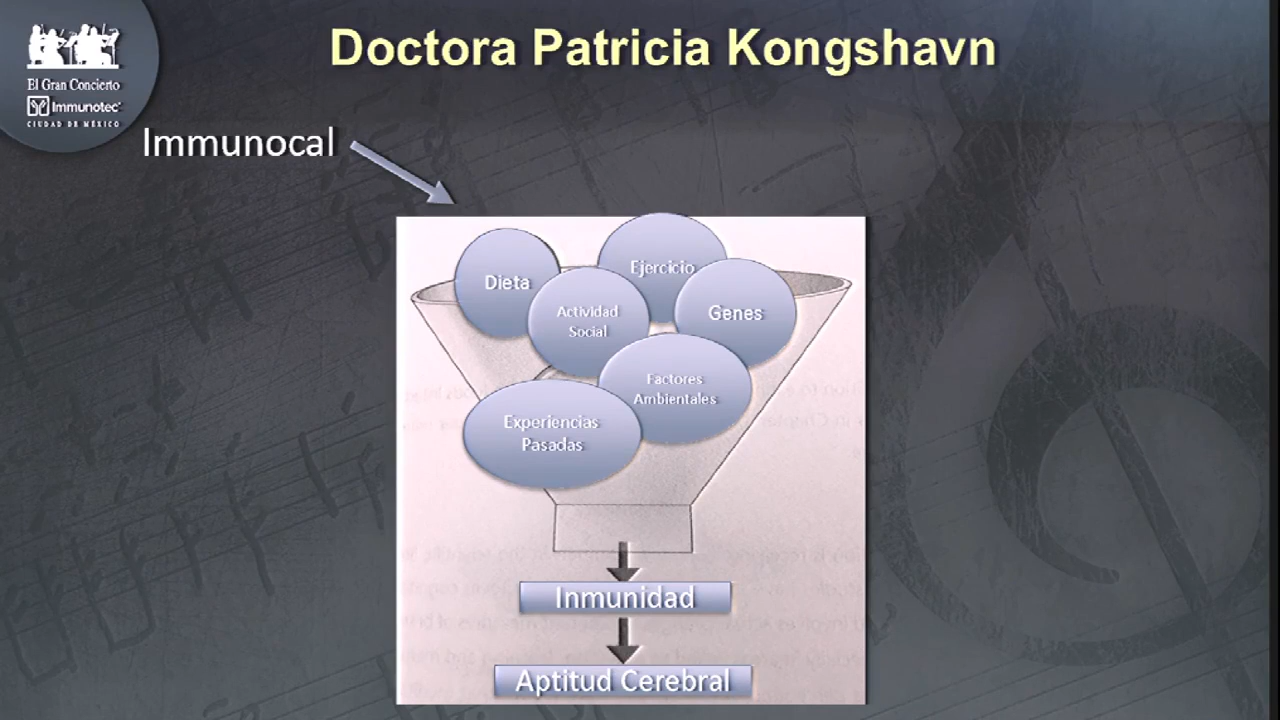 Doctora Patricia Kongshavn
El Gran Concierto
Immunotec
CIUDAD DE MÉXICO
Immunocal
Dieta
Ejercicio
Actividad
Social
Genes
Factores
Ambientales
Experiencias
Pasadas
Inmunidad
Aptitud Cerebral